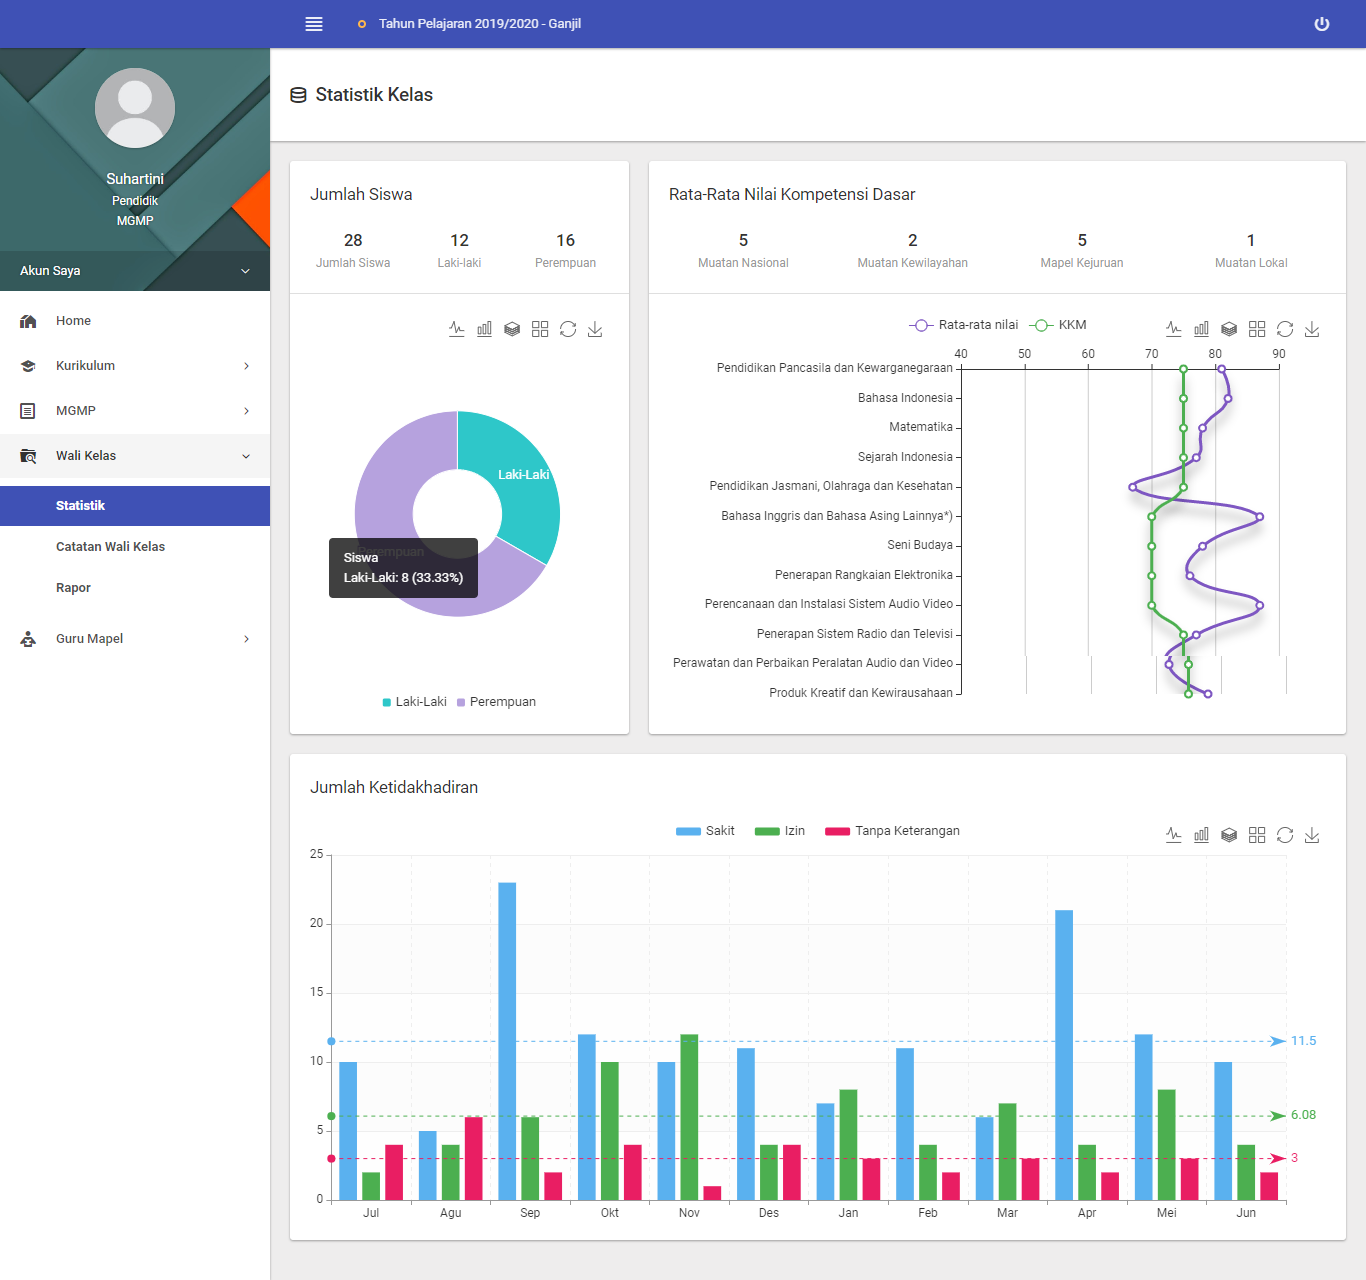 Tahun Pelajaran 2019/2020 - Ganjil
Suhartini
Pendidik
MGMP
Akun Saya
Home
Kurikulum
MGMP
Wali Kelas
Statistik
Catatan Wali Kelas
Rapor
Guru Mapel
Statistik Kelas
Jumlah Siswa
28 12 16
Jumlah Siswa Laki-laki Perempuan
Laki-Laki
Perempuan
Siswa
Laki-Laki: 8 (33.33%)
Laki-Laki Perempuan
Rata-Rata Nilai Kompetensi Dasar
5 2 5 1
Muatan Nasional Muatan Kewilayahan Mapel Kejuruan Muatan Lokal
Rata-rata nilai KKM
40 50 60 70 80 90
Pendidikan Pancasila dan Kewarganegaraan
Bahasa Indonesia
Matematika
Sejarah Indonesia
Pendidikan Jasmani, Olahraga dan Kesehatan
Bahasa Inggris dan Bahasa Asing Lainnya*)
Seni Budaya
Penerapan Rangkaian Elektronika
Perencanaan dan Instalasi Sistem Audio Video
Penerapan Sistem Radio dan Televisi
Perawatan dan Perbaikan Peralatan Audio dan Video
Produk Kreatif dan Kewirausahaan
Jumlah Ketidakhadiran
Sakit Izin Tanpa Keterangan
25
20
15
11.5
10
6.08
5
3
0
Jul Agu Sep Okt Nov Des Jan Feb Mar Apr Mei Jun